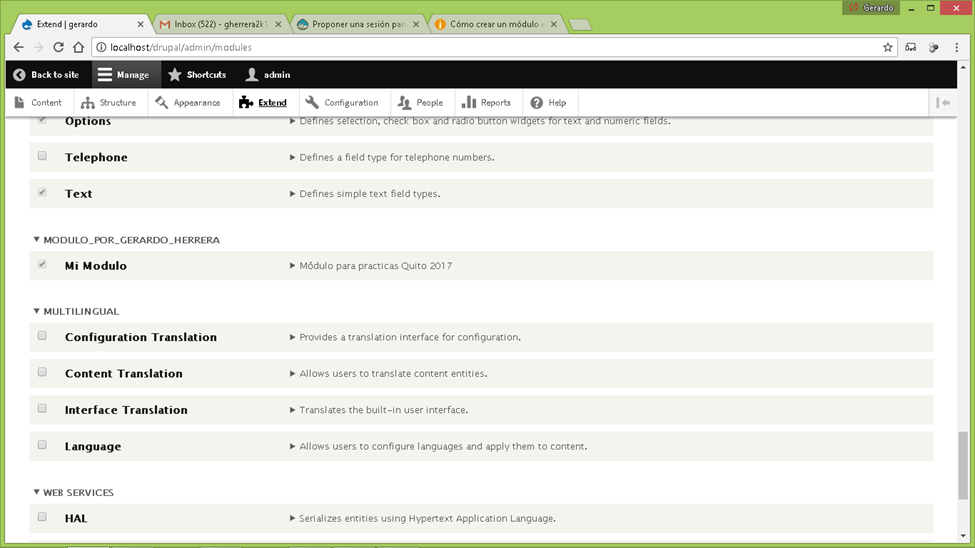 Gerardo
Extend | gerardo
Inbox (522) - gherrera2k1
Proponer una sesión par
Cómo crear un módulo e
localhost/drupal/admin/modules
Back to site Manage Shortcuts admin
Content Structure Appearance Extend Configuration People Reports Help
Options Defines selection, check box and radio button widgets for text and numeric fields.
Telephone Defines a field type for telephone numbers.
Text Defines simple text field types.
MODULO_POR_GERARDO_HERRERA
Mi Modulo Módulo para practicas Quito 2017
MULTILINGUAL
Configuration Translation Provides a translation interface for configuration.
Content Translation Allows users to translate content entities.
Interface Translation Translates the built-in user interface.
Language Allows users to configure languages and apply them to content.
WEB SERVICES
HAL Serializes entities using Hypertext Application Language.